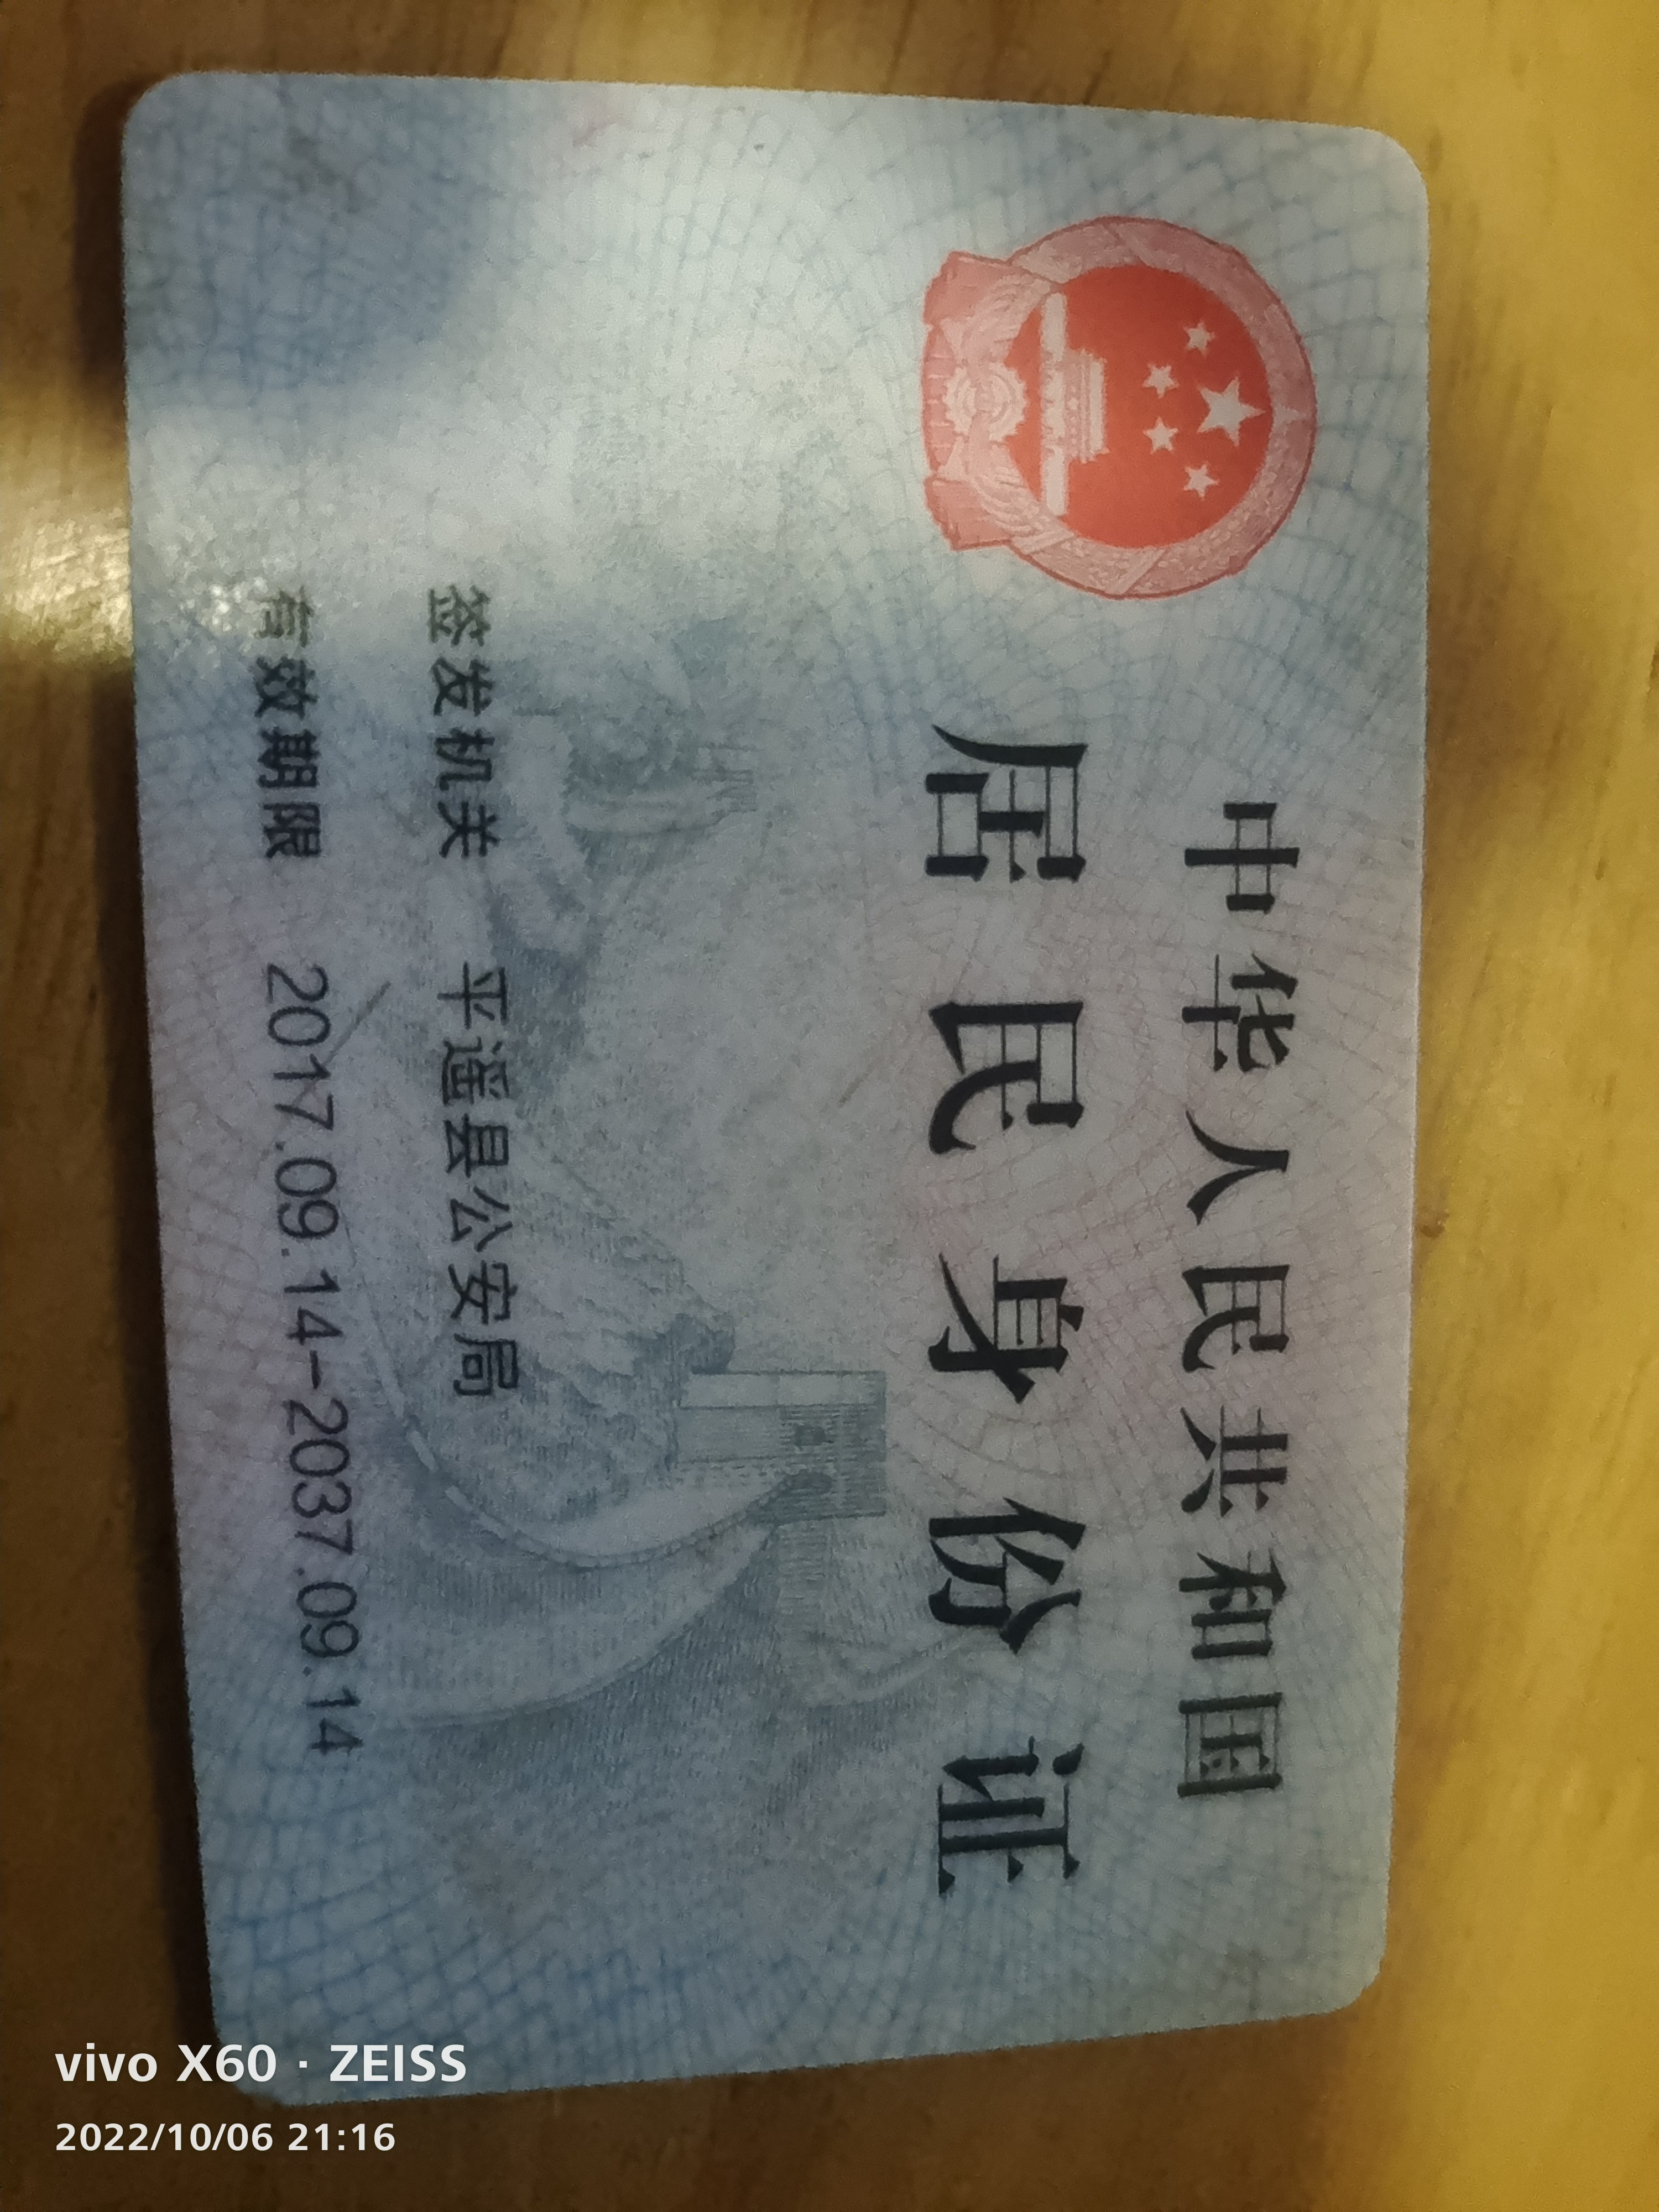 中华人民共和国
居民身份证
签发机关 平遥县公安局
有效期限 2017.09.14-2037.09.14
vivo X60 · ZEISS
2022/10/06 21:16